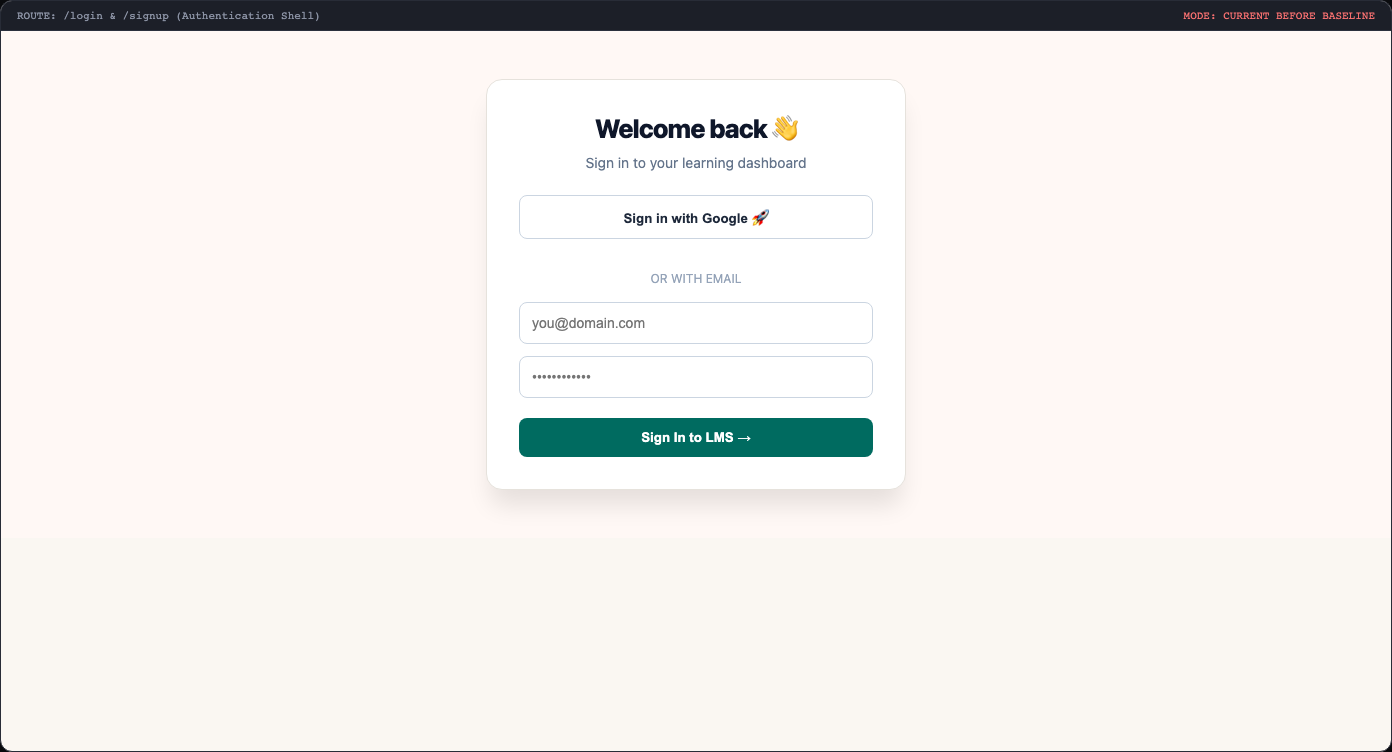 ROUTE: /login & /signup (Authentication Shell)
MODE: CURRENT BEFORE BASELINE
Welcome back 👋
Sign in to your learning dashboard
Sign in with Google 🚀
OR WITH EMAIL
you@domain.com
••••••••••••
Sign In to LMS →